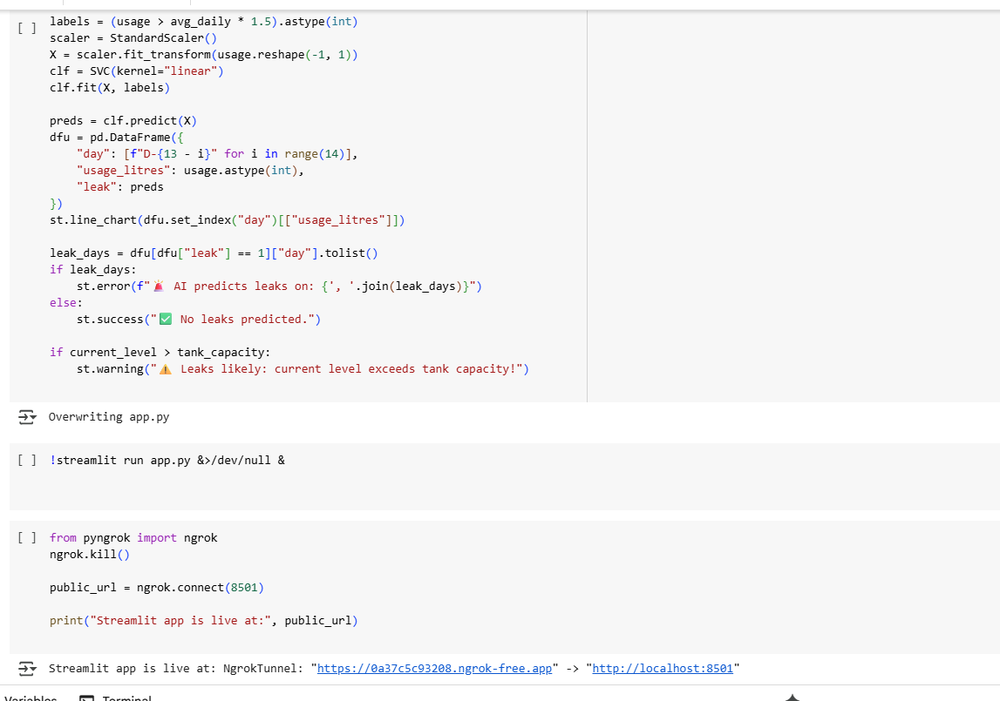 [ ]
labels = (usage > avg_daily * 1.5).astype(int)
scaler = StandardScaler()
X = scaler.fit_transform(usage.reshape(-1, 1))
clf = SVC(kernel="linear")
clf.fit(X, labels)
preds = clf.predict(X)
dfu = pd.DataFrame({
    "day": [f"D-{13 - i}" for i in range(14)],
    "usage_litres": usage.astype(int),
    "leak": preds
})
st.line_chart(dfu.set_index("day")[["usage_litres"]])
leak_days = dfu[dfu["leak"] == 1]["day"].tolist()
if leak_days:
    st.error(f"🚨 AI predicts leaks on: {', '.join(leak_days)}")
else:
    st.success("✅ No leaks predicted.")
if current_level > tank_capacity:
    st.warning("⚠️ Leaks likely: current level exceeds tank capacity!")
Overwriting app.py
[ ] !streamlit run app.py &>/dev/null &
[ ] from pyngrok import ngrok
ngrok.kill()
public_url = ngrok.connect(8501)
print("Streamlit app is live at:", public_url)
Streamlit app is live at: NgrokTunnel: "https://0a37c5c93208.ngrok-free.app" -> "http://localhost:8501"
Variables Terminal